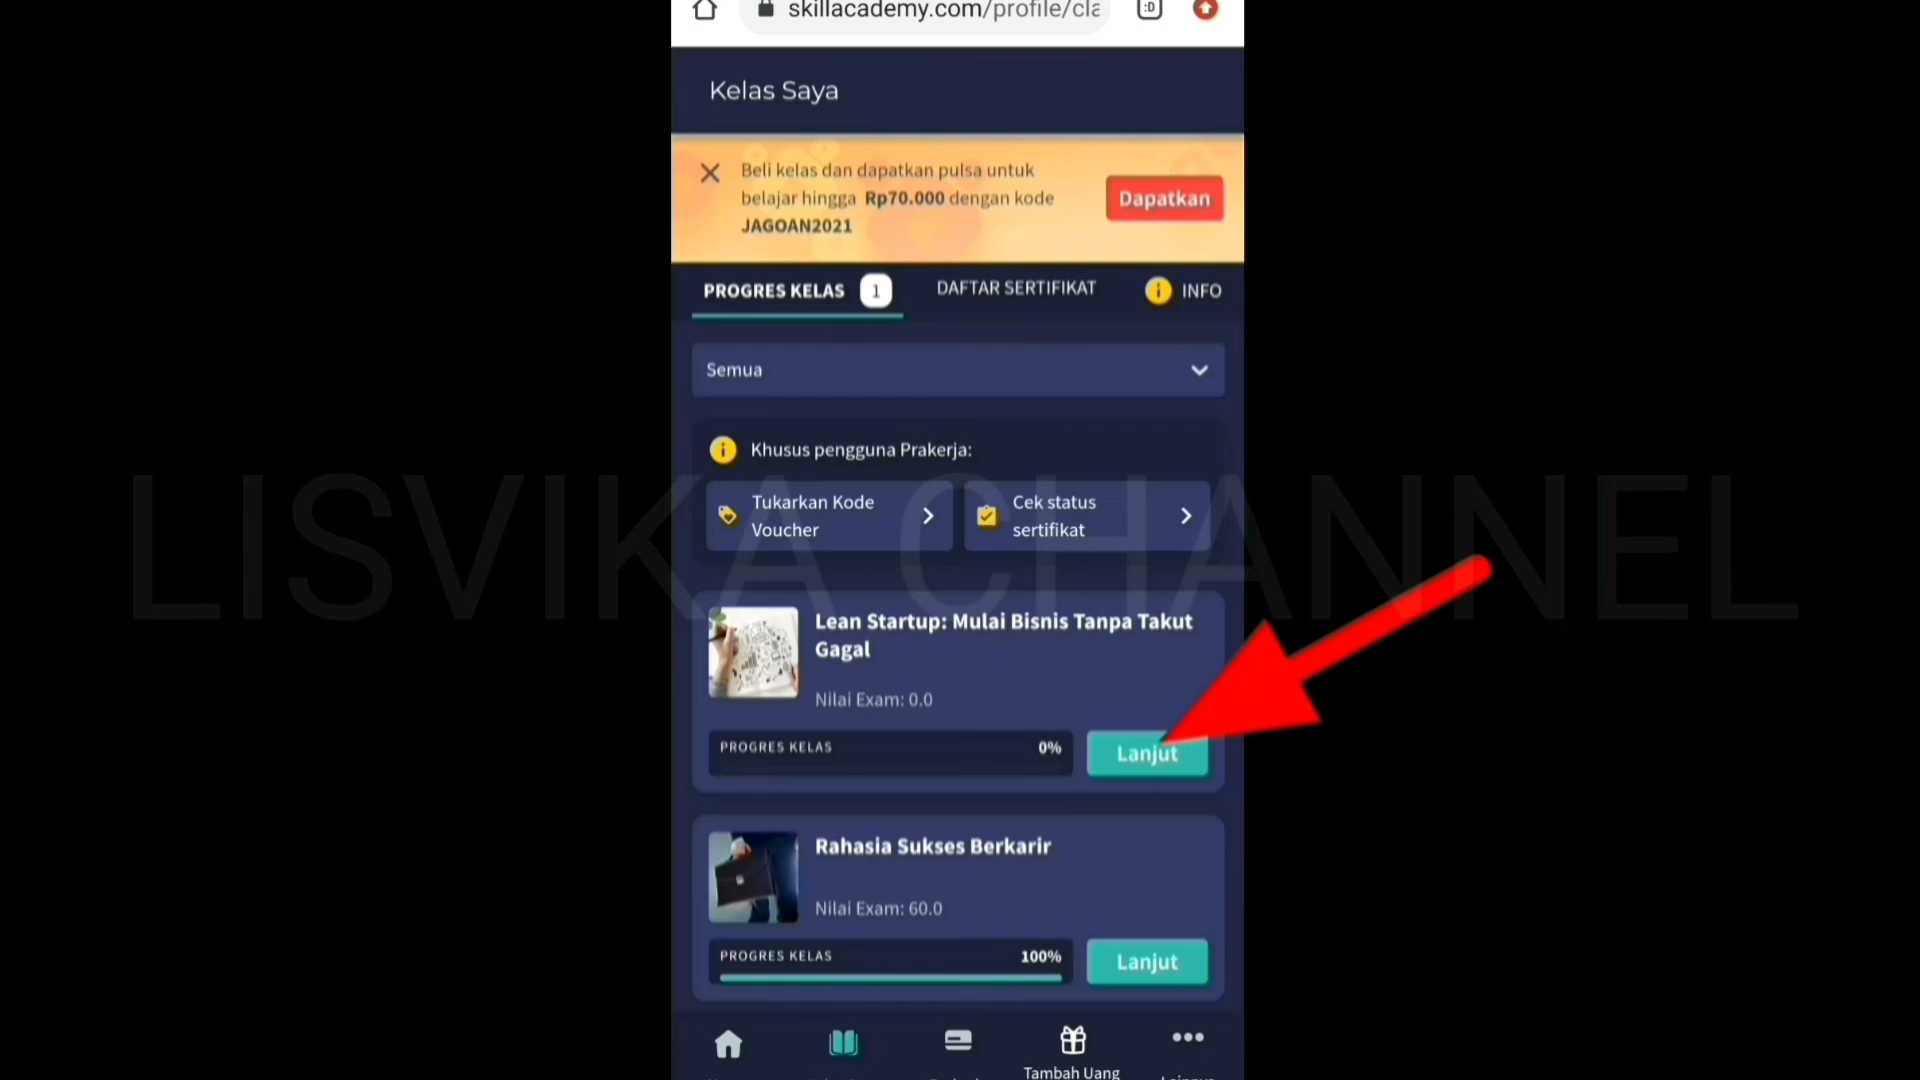 skillacademy.com/profile/cla
:D
Kelas Saya
Beli kelas dan dapatkan pulsa untuk
belajar hingga Rp70.000 dengan kode
JAGOAN2021
Dapatkan
PROGRES KELAS 1
DAFTAR SERTIFIKAT
INFO
Semua
Khusus pengguna Prakerja:
Tukarkan Kode
Voucher
Cek status
sertifikat
LISVIKA CHANNEL
Lean Startup: Mulai Bisnis Tanpa Takut
Gagal
Nilai Exam: 0.0
PROGRES KELAS 0%
Lanjut
Rahasia Sukses Berkarir
Nilai Exam: 60.0
PROGRES KELAS 100%
Lanjut
Tambah Uang